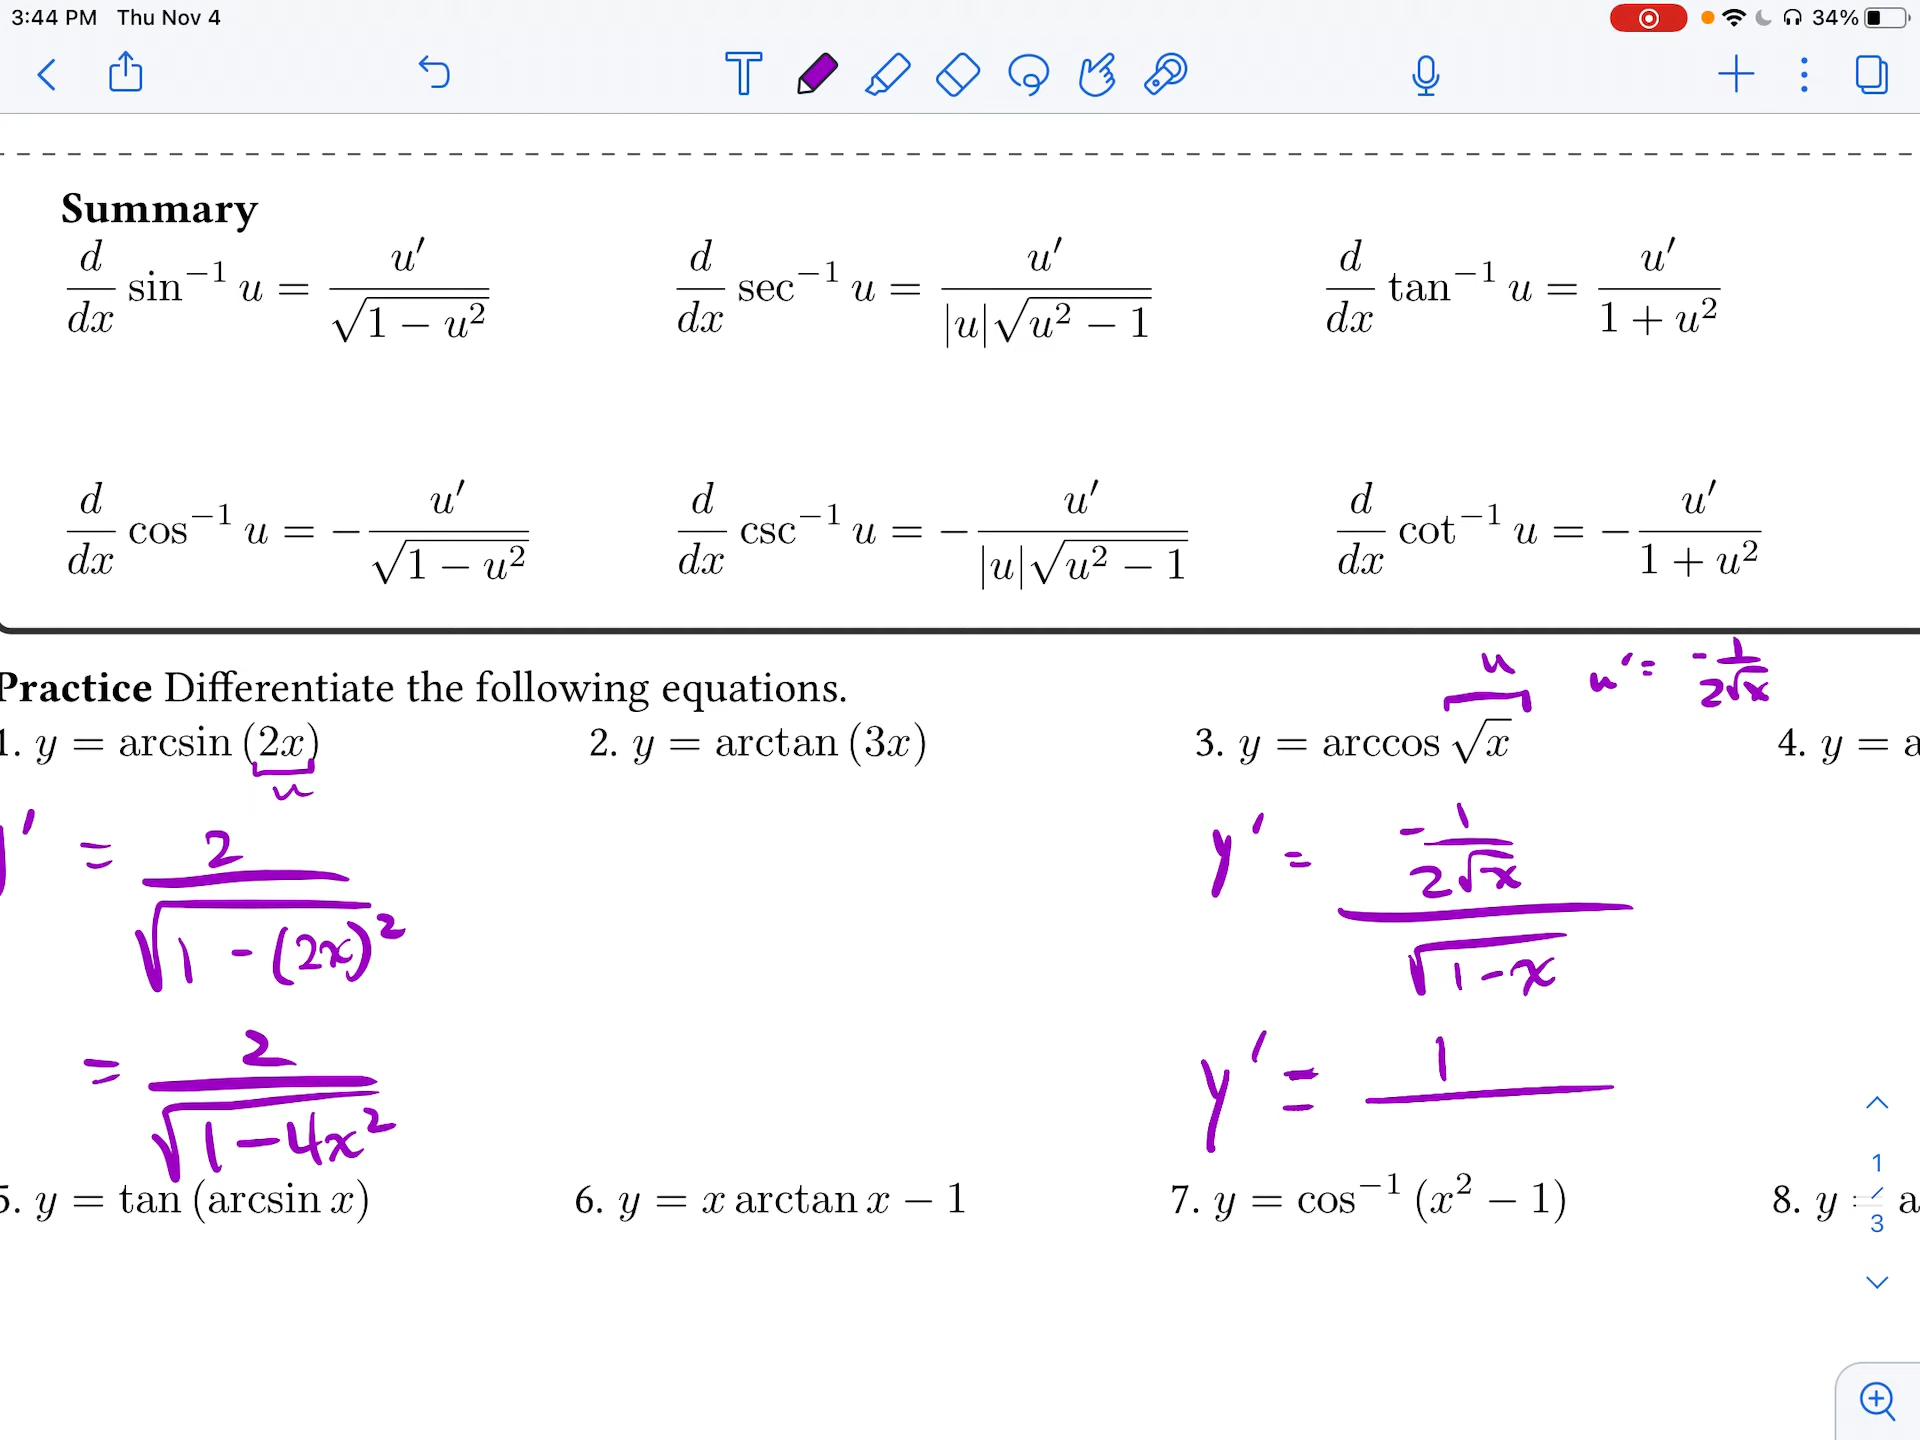 3:44 PM Thu Nov 4 34%
Summary
d/dx sin⁻¹ u = u′/√(1 − u²)
d/dx sec⁻¹ u = u′/(|u|√(u² − 1))
d/dx tan⁻¹ u = u′/(1 + u²)
d/dx cos⁻¹ u = −u′/√(1 − u²)
d/dx csc⁻¹ u = −u′/(|u|√(u² − 1))
d/dx cot⁻¹ u = −u′/(1 + u²)
Practice Differentiate the following equations.
1. y = arcsin (2x)
u
y′ = 2/√(1 − (2x)²)
= 2/√(1 − 4x²)
2. y = arctan (3x)
u u′ = −1/(2√x)
3. y = arccos √x
y′ = (−1/(2√x))/√(1 − x)
y′ = 1/
4. y = a
5. y = tan (arcsin x)
6. y = x arctan x − 1
7. y = cos⁻¹ (x² − 1)
8. y = a
1/3